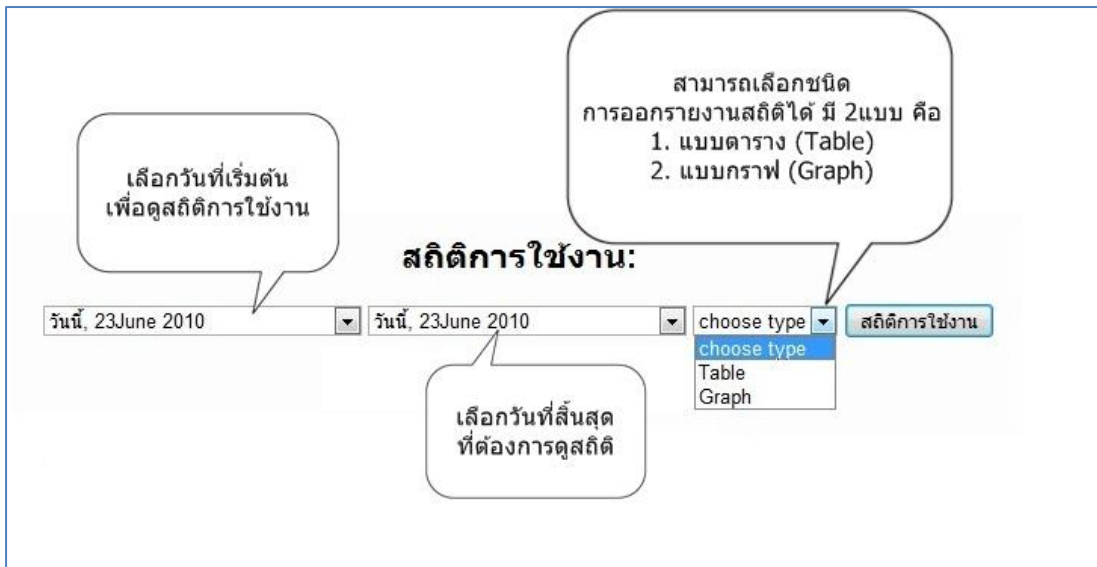 สามารถเลือกชนิด
การออกรายงานสถิติได้ มี 2แบบ คือ
1. แบบตาราง (Table)
2. แบบกราฟ (Graph)
เลือกวันที่เริ่มต้น
เพื่อดูสถิติการใช้งาน
สถิติการใช้งาน:
วันนี้, 23June 2010 วันนี้, 23June 2010 choose type สถิติการใช้งาน
choose type
Table
Graph
เลือกวันที่สิ้นสุด
ที่ต้องการดูสถิติ